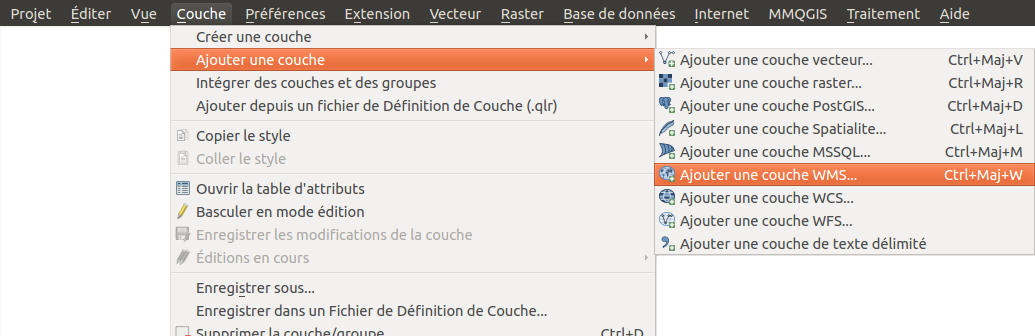 Projet Éditer Vue Couche Préférences Extension Vecteur Raster Base de données Internet MMQGIS Traitement Aide
Créer une couche
Ajouter une couche
Intégrer des couches et des groupes
Ajouter depuis un fichier de Définition de Couche (.qlr)
Copier le style
Coller le style
Ouvrir la table d'attributs
Basculer en mode édition
Enregistrer les modifications de la couche
Éditions en cours
Enregistrer sous...
Enregistrer dans un Fichier de Définition de Couche...
Supprimer la couche/groupe Ctrl+D
Ajouter une couche vecteur... Ctrl+Maj+V
Ajouter une couche raster... Ctrl+Maj+R
Ajouter une couche PostGIS... Ctrl+Maj+D
Ajouter une couche Spatialite... Ctrl+Maj+L
Ajouter une couche MSSQL... Ctrl+Maj+M
Ajouter une couche WMS... Ctrl+Maj+W
Ajouter une couche WCS...
Ajouter une couche WFS...
Ajouter une couche de texte délimité